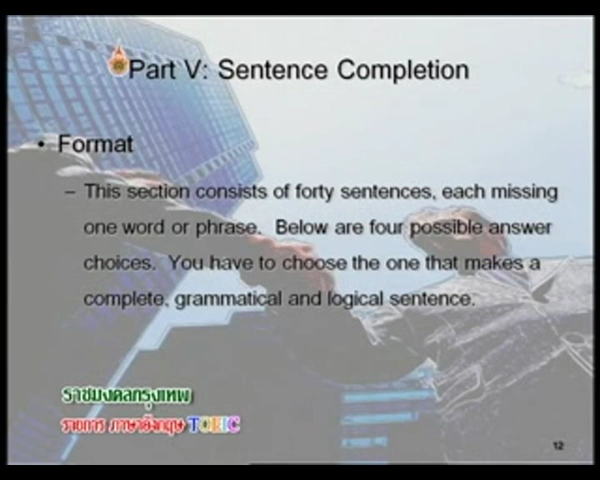 Part V: Sentence Completion
• Format
– This section consists of forty sentences, each missing
one word or phrase. Below are four possible answer
choices. You have to choose the one that makes a
complete, grammatical and logical sentence.
ราชมงคลกรุงเทพ
รายการ ภาษาอังกฤษ TOEIC
12